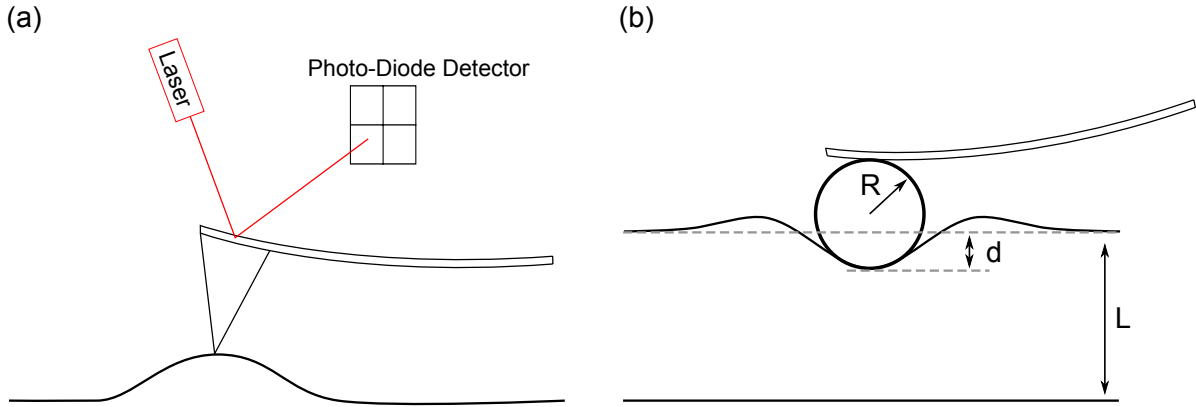 (a)
Laser
Photo-Diode Detector
(b)
R
d
L